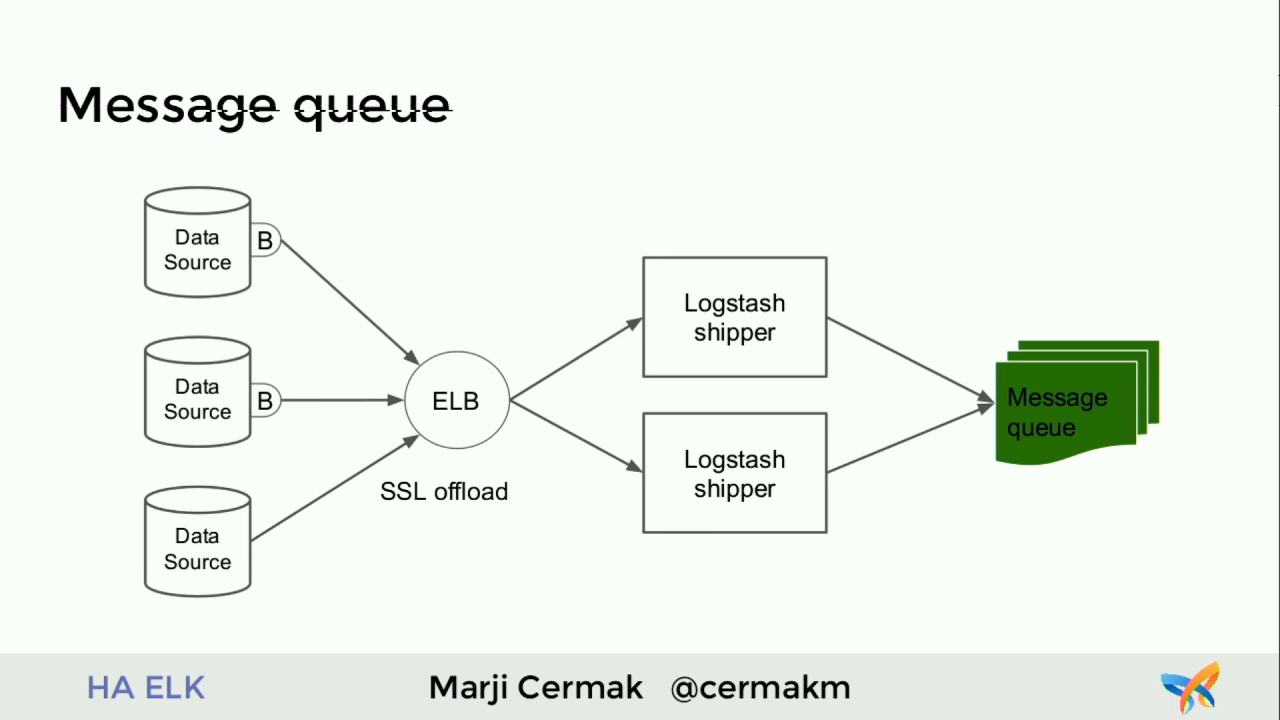 Message queue
Data
Source
B
Data
Source
B
Data
Source
ELB
SSL offload
Logstash
shipper
Logstash
shipper
Message
queue
HA ELK
Marji Cermak @cermakm